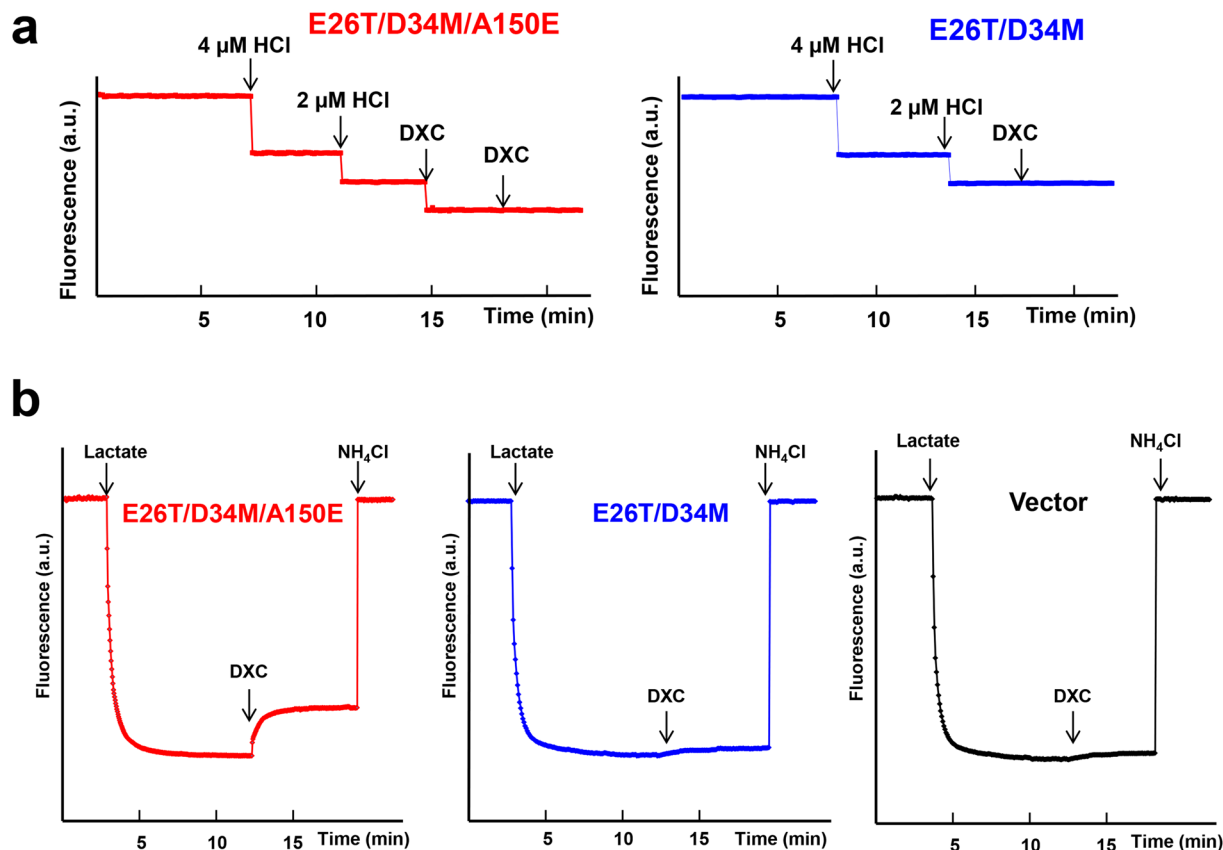 a
E26T/D34M/A150E
4 µM HCl
2 µM HCl
DXC
DXC
Fluorescence (a.u.)
5
10
15
Time (min)
E26T/D34M
4 µM HCl
2 µM HCl
DXC
Fluorescence (a.u.)
5
10
15
Time (min)
b
Lactate
NH₄Cl
E26T/D34M/A150E
DXC
Fluorescence (a.u.)
5
10
15
Time (min)
Lactate
NH₄Cl
E26T/D34M
DXC
Fluorescence (a.u.)
5
10
15
Time (min)
Lactate
NH₄Cl
Vector
DXC
Fluorescence (a.u.)
5
10
15
Time (min)